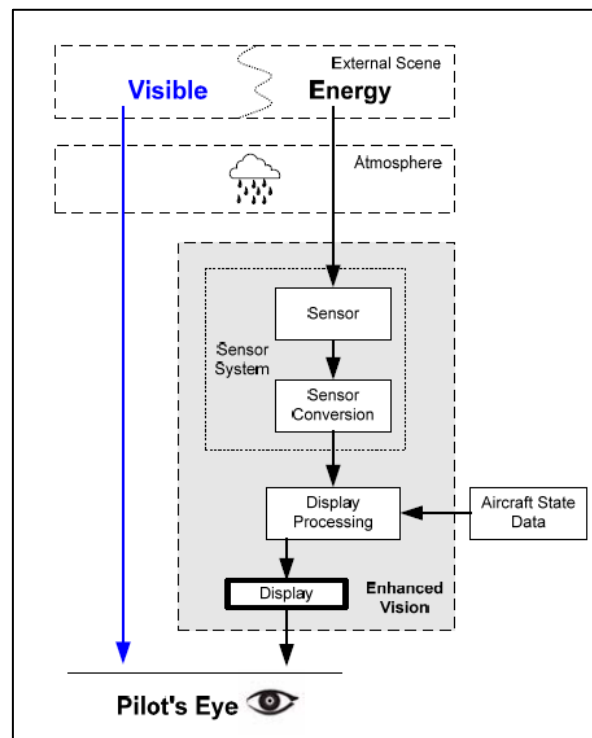 External Scene
Visible
Energy
Atmosphere
Sensor
Sensor
System
Sensor
Conversion
Display
Processing
Aircraft State
Data
Display
Enhanced
Vision
Pilot's Eye